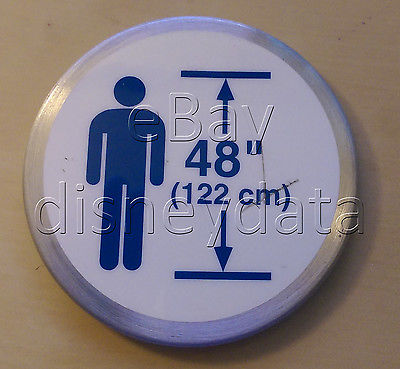 eBay
48"
(122 cm)
disneydata